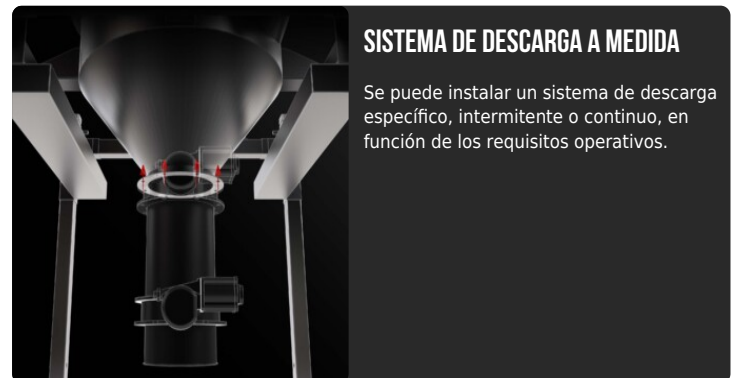 SISTEMA DE DESCARGA A MEDIDA
Se puede instalar un sistema de descarga
específico, intermitente o continuo, en
función de los requisitos operativos.